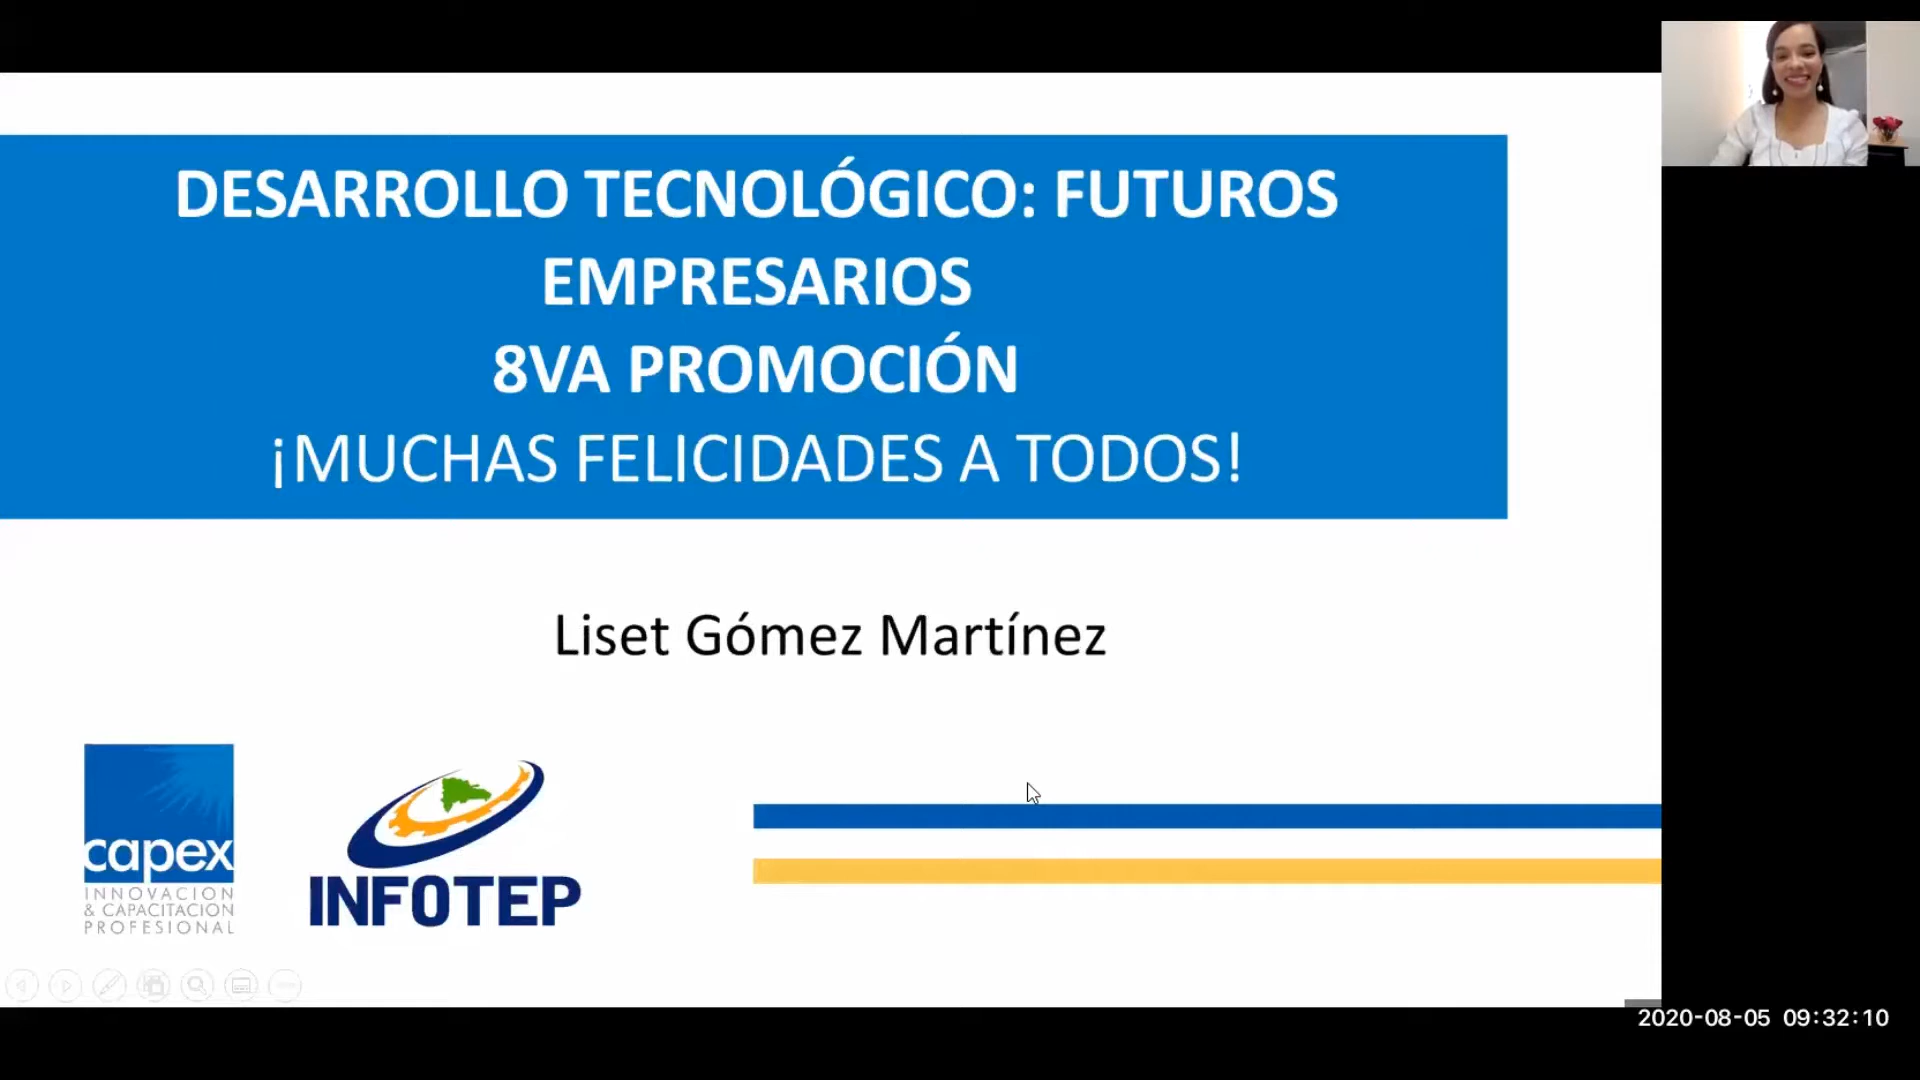 DESARROLLO TECNOLÓGICO: FUTUROS
EMPRESARIOS
8VA PROMOCIÓN
¡MUCHAS FELICIDADES A TODOS!
Liset Gómez Martínez
capex
INNOVACION
& CAPACITACION
PROFESIONAL
INFOTEP
2020-08-05 09:32:10